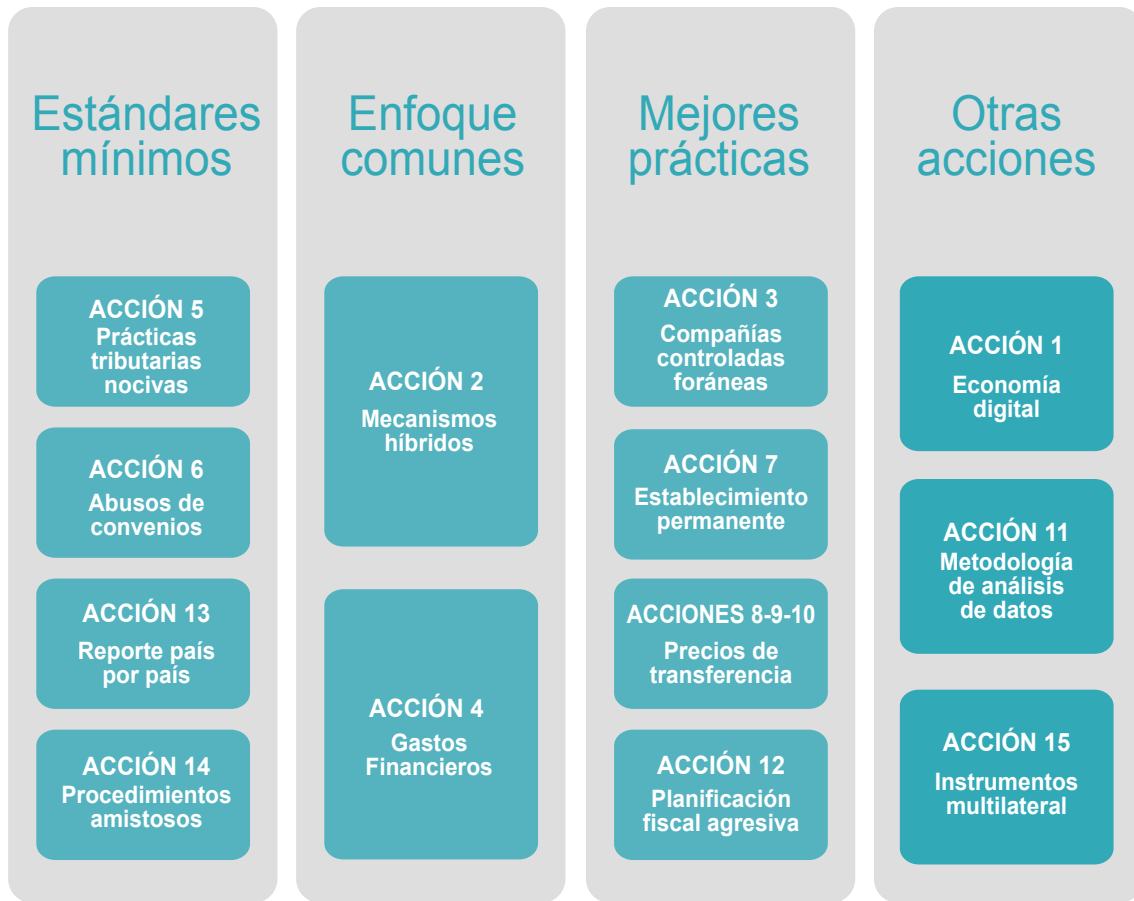 Estándares
mínimos
ACCIÓN 5
Prácticas
tributarias
nocivas
ACCIÓN 6
Abusos de
convenios
ACCIÓN 13
Reporte país
por país
ACCIÓN 14
Procedimientos
amistosos
Enfoque
comunes
ACCIÓN 2
Mecanismos
híbridos
ACCIÓN 4
Gastos
Financieros
Mejores
prácticas
ACCIÓN 3
Compañías
controladas
foráneas
ACCIÓN 7
Establecimiento
permanente
ACCIONES 8-9-10
Precios de
transferencia
ACCIÓN 12
Planificación
fiscal agresiva
Otras
acciones
ACCIÓN 1
Economía
digital
ACCIÓN 11
Metodología
de análisis
de datos
ACCIÓN 15
Instrumentos
multilateral